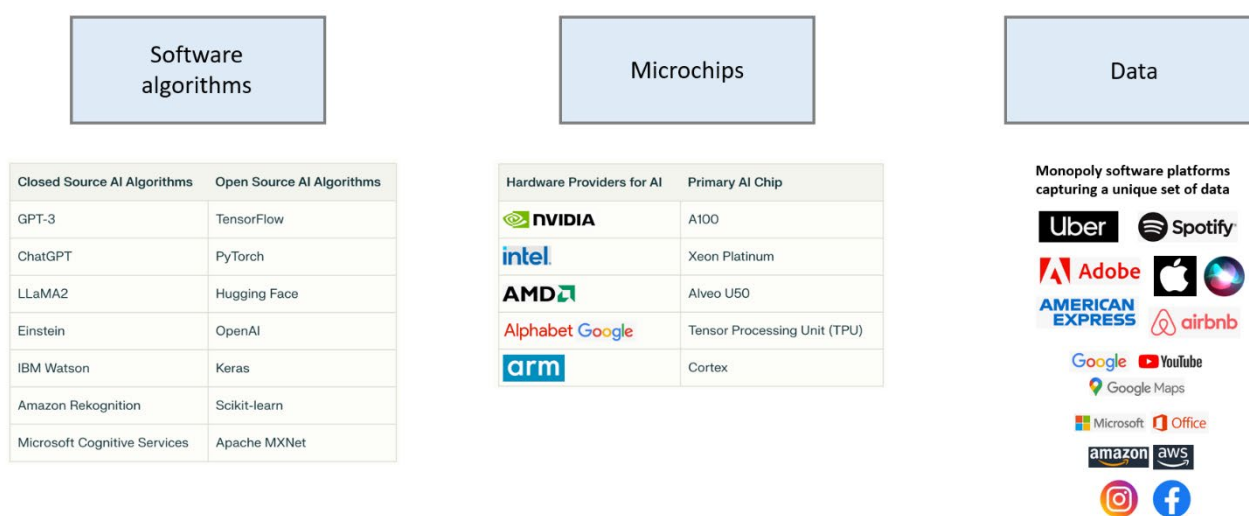 Software
algorithms
Microchips
Data
Closed Source AI Algorithms Open Source AI Algorithms
GPT-3 TensorFlow
ChatGPT PyTorch
LLaMA2 Hugging Face
Einstein OpenAI
IBM Watson Keras
Amazon Rekognition Scikit-learn
Microsoft Cognitive Services Apache MXNet
Hardware Providers for AI Primary AI Chip
NVIDIA A100
intel. Xeon Platinum
AMD Alveo U50
Alphabet Google Tensor Processing Unit (TPU)
arm Cortex
Monopoly software platforms
capturing a unique set of data
Uber Spotify
Adobe
AMERICAN
EXPRESS airbnb
Google YouTube
Google Maps
Microsoft Office
amazon aws